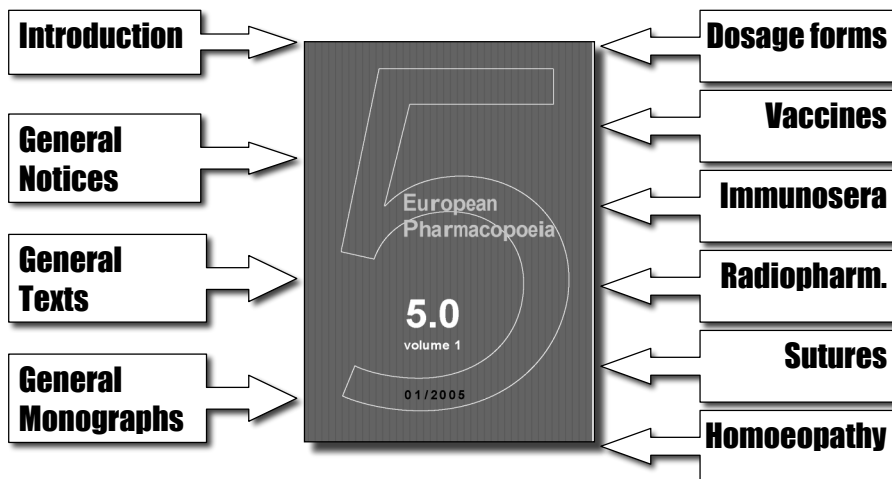 Introduction
General
Notices
General
Texts
General
Monographs
European
Pharmacopoeia
5.0
volume 1
01/2005
Dosage forms
Vaccines
Immunosera
Radiopharm.
Sutures
Homoeopathy